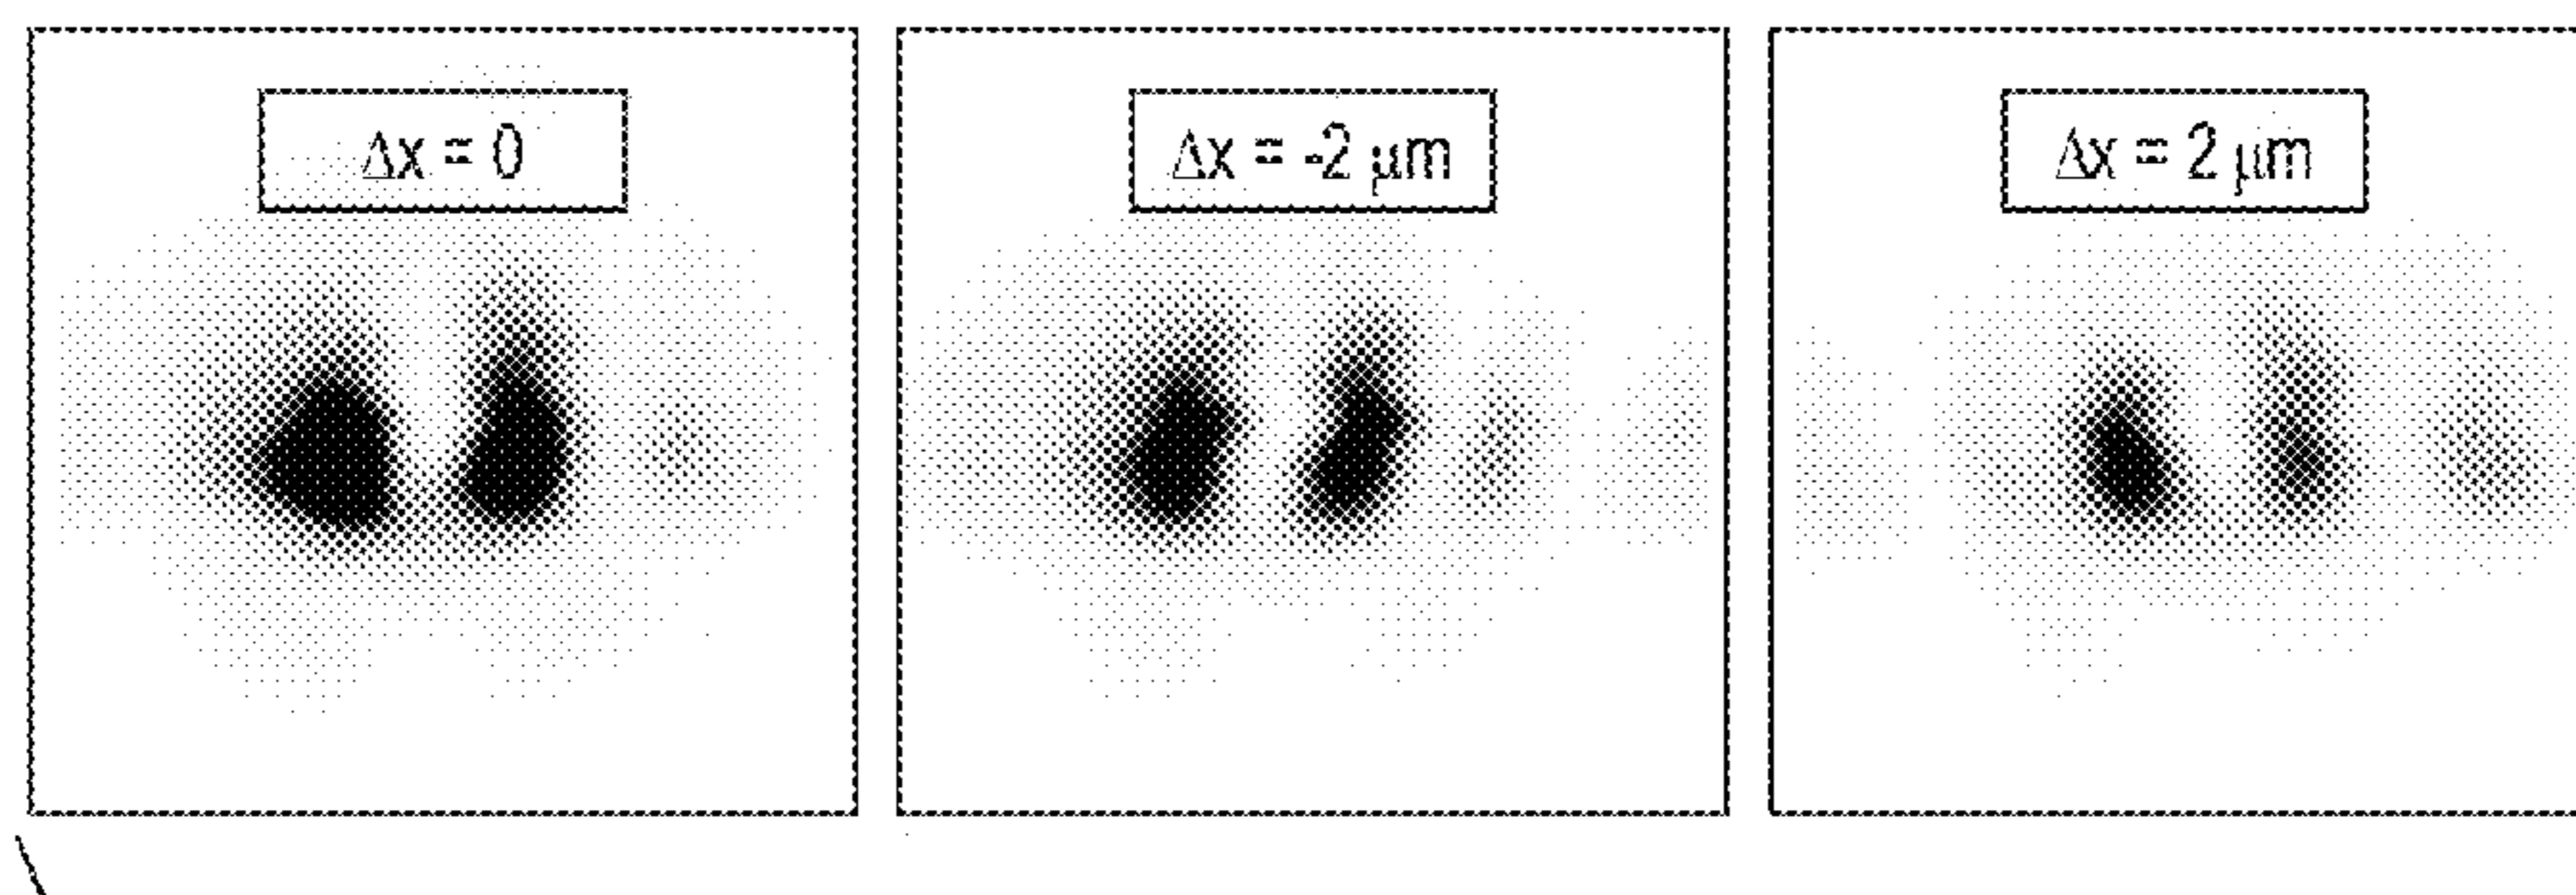 Δx = 0
Δx = -2 μm
Δx = 2 μm